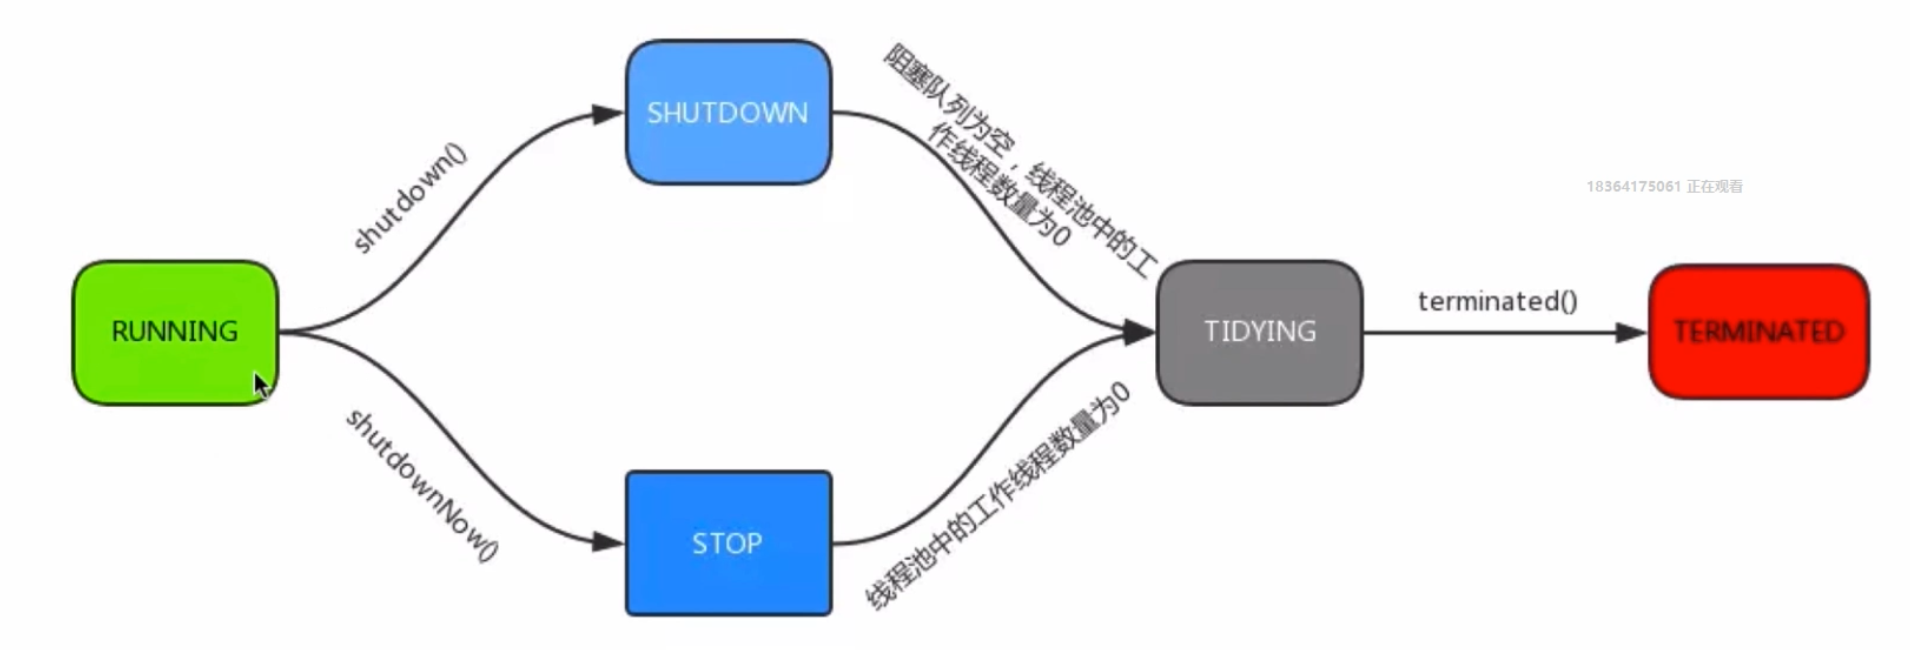 SHUTDOWN
阻塞队列为空，线程池中的工
作线程数量为0
shutdown()
18364175061 正在观看
RUNNING
TIDYING
terminated()
TERMINATED
shutdownNow()
线程池中的工作线程数量为0
STOP